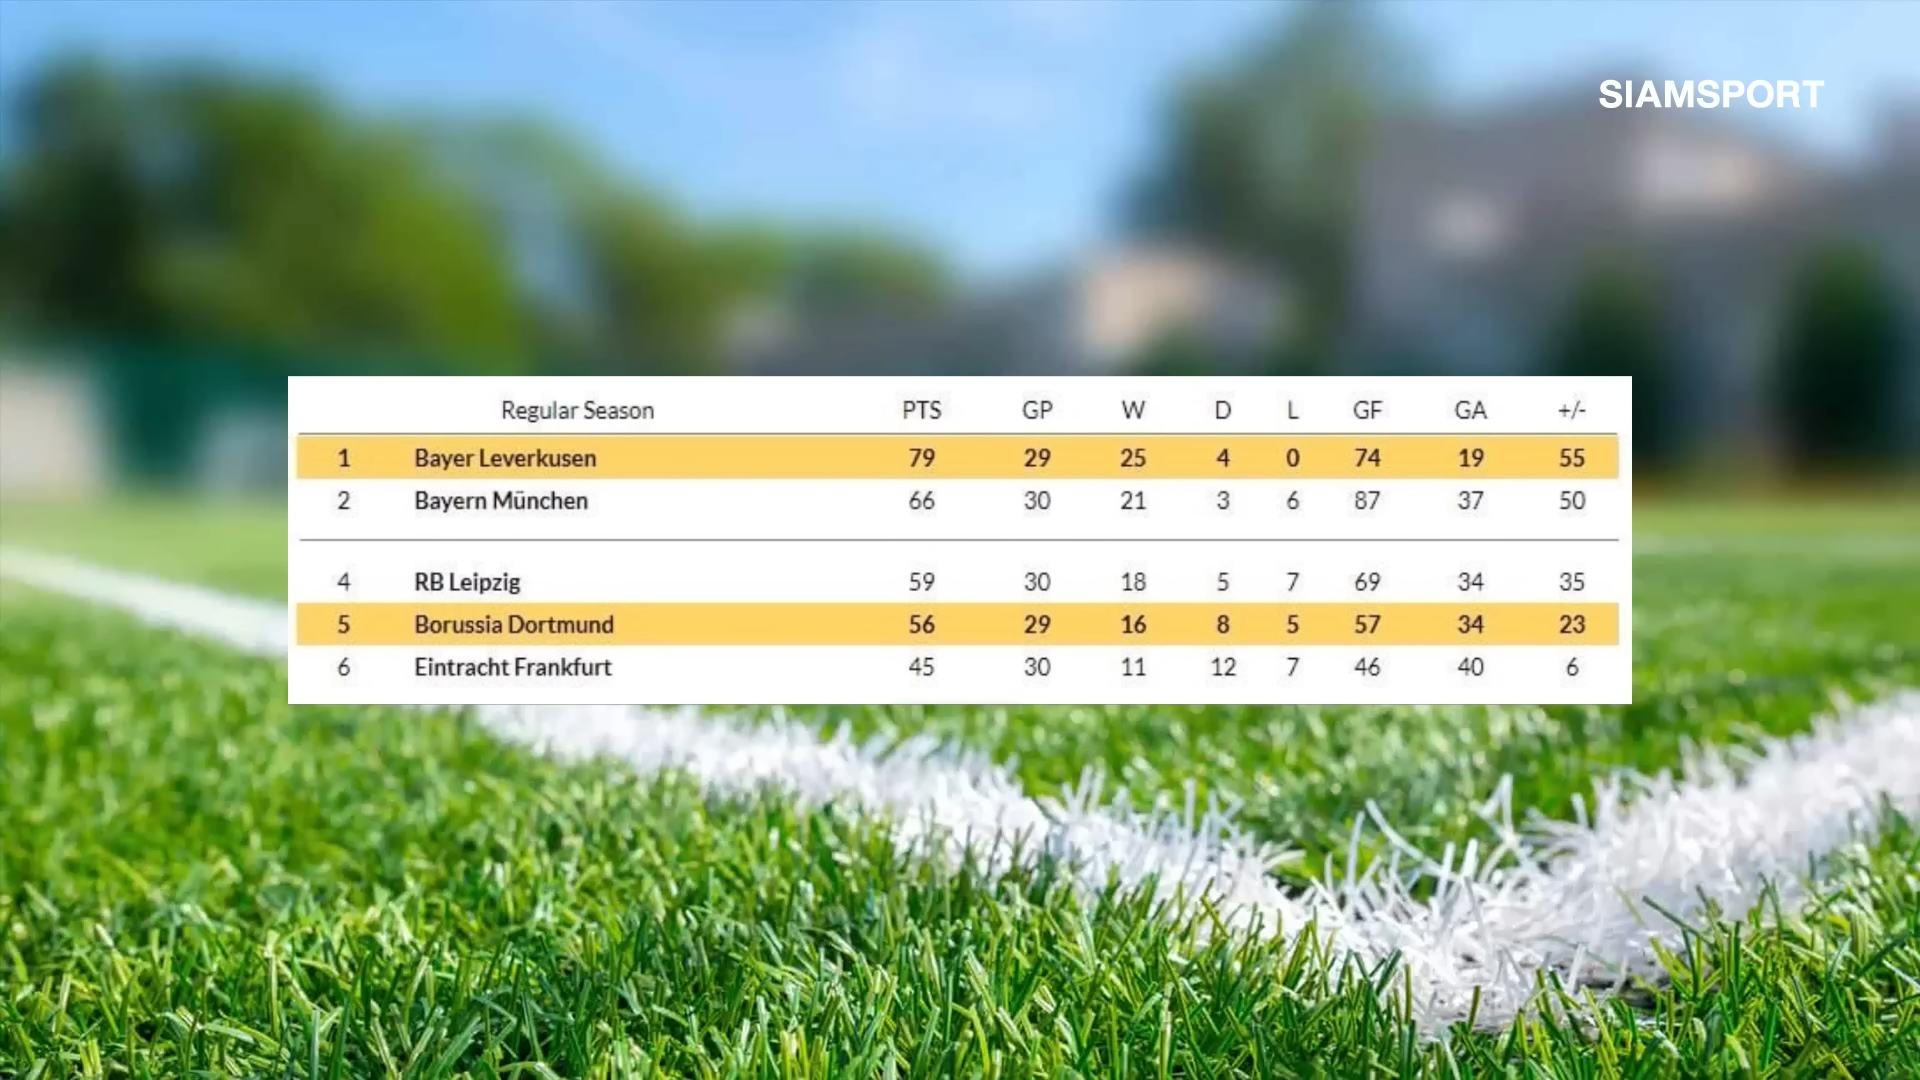 SIAMSPORT
Regular Season PTS GP W D L GF GA +/-
1 Bayer Leverkusen 79 29 25 4 0 74 19 55
2 Bayern München 66 30 21 3 6 87 37 50
4 RB Leipzig 59 30 18 5 7 69 34 35
5 Borussia Dortmund 56 29 16 8 5 57 34 23
6 Eintracht Frankfurt 45 30 11 12 7 46 40 6